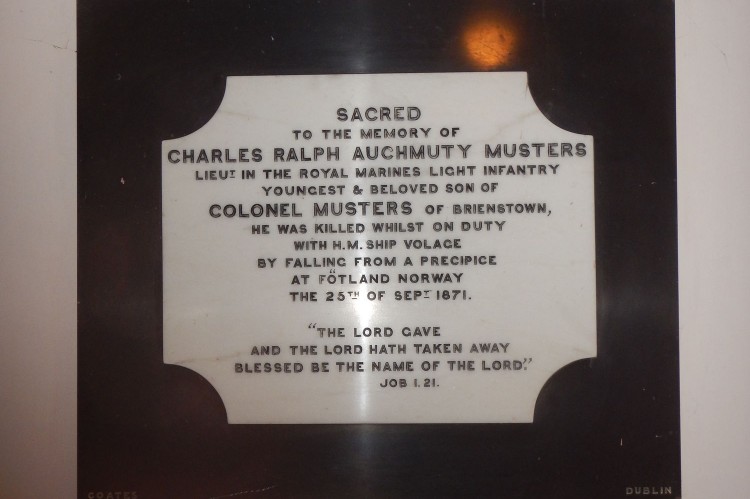 SACRED
TO THE MEMORY OF
CHARLES RALPH AUCHMUTY MUSTERS
LIEUT IN THE ROYAL MARINES LIGHT INFANTRY
YOUNGEST & BELOVED SON OF
COLONEL MUSTERS OF BRIENSTOWN,
HE WAS KILLED WHILST ON DUTY
WITH H.M. SHIP VOLAGE
BY FALLING FROM A PRECIPICE
AT FÖTLAND NORWAY
THE 25TH OF SEPT 1871.
"THE LORD GAVE
AND THE LORD HATH TAKEN AWAY
BLESSED BE THE NAME OF THE LORD."
JOB 1.21.
COATES DUBLIN